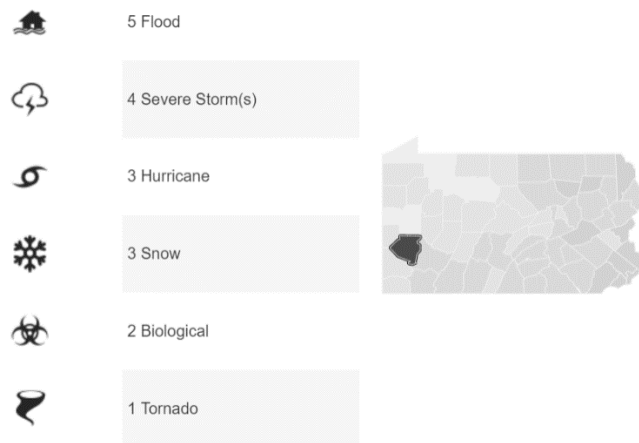 5 Flood
4 Severe Storm(s)
3 Hurricane
3 Snow
2 Biological
1 Tornado